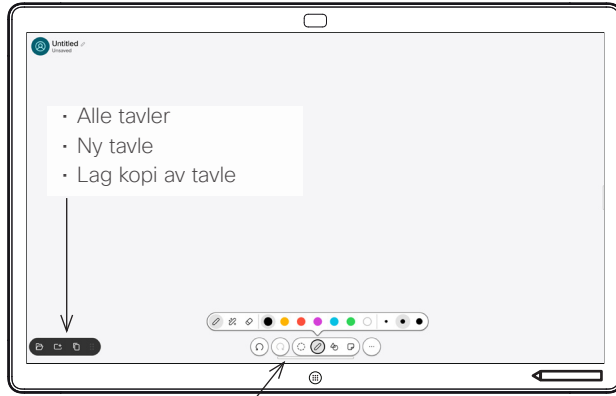 Untitled
Unsaved
· Alle tavler
· Ny tavle
· Lag kopi av tavle